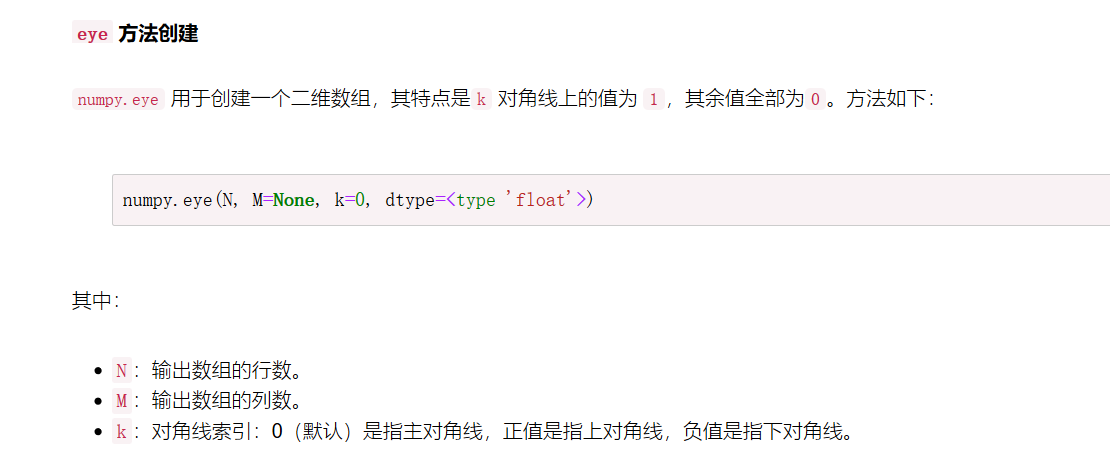 eye 方法创建
numpy.eye 用于创建一个二维数组，其特点是 k 对角线上的值为 1，其余值全部为 0。方法如下：
numpy.eye(N, M=None, k=0, dtype=<type 'float'>)
其中：
• N：输出数组的行数。
• M：输出数组的列数。
• k：对角线索引：0（默认）是指主对角线，正值是指上对角线，负值是指下对角线。